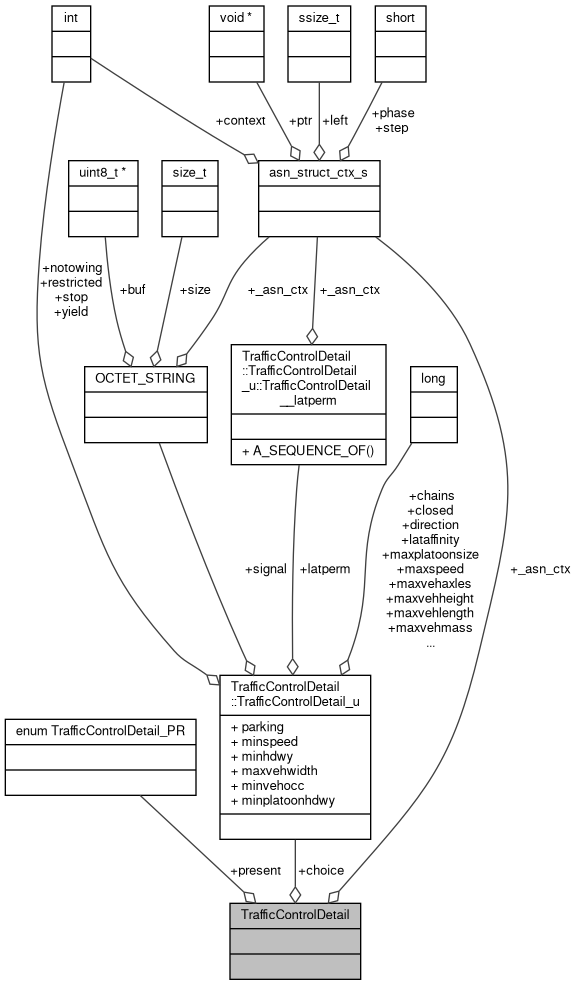 int
void *
ssize_t
short
+context
+ptr
+left
+phase
+step
uint8_t *
size_t
asn_struct_ctx_s
+notowing
+restricted
+stop
+yield
+buf
+size
+_asn_ctx
+_asn_ctx
OCTET_STRING
TrafficControlDetail
::TrafficControlDetail
_u::TrafficControlDetail
__latperm
+ A_SEQUENCE_OF()
long
+signal
+latperm
+chains
+closed
+direction
+lataffinity
+maxplatoonsize
+maxspeed
+maxvehaxles
+maxvehheight
+maxvehlength
+maxvehmass
...
+_asn_ctx
enum TrafficControlDetail_PR
TrafficControlDetail
::TrafficControlDetail_u
+ parking
+ minspeed
+ minhdwy
+ maxvehwidth
+ minvehocc
+ minplatoonhdwy
+present
+choice
TrafficControlDetail